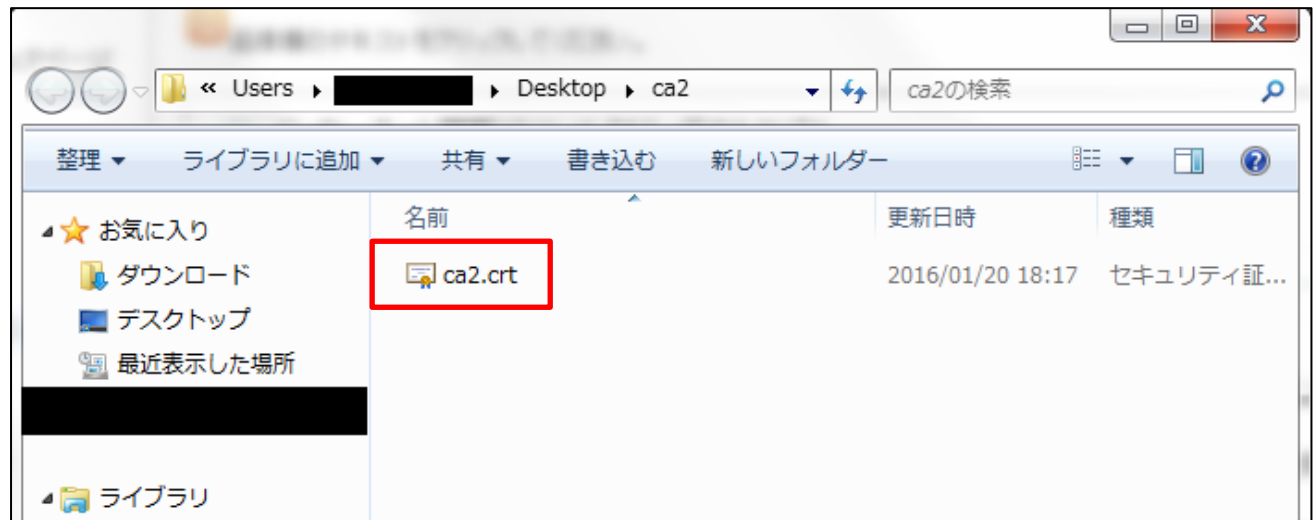 « Users ▸ ▸ Desktop ▸ ca2
ca2の検索
整理 ライブラリに追加 共有 書き込む 新しいフォルダー
名前 更新日時 種類
お気に入り
ca2.crt 2016/01/20 18:17 セキュリティ証...
ダウンロード
デスクトップ
最近表示した場所
ライブラリ